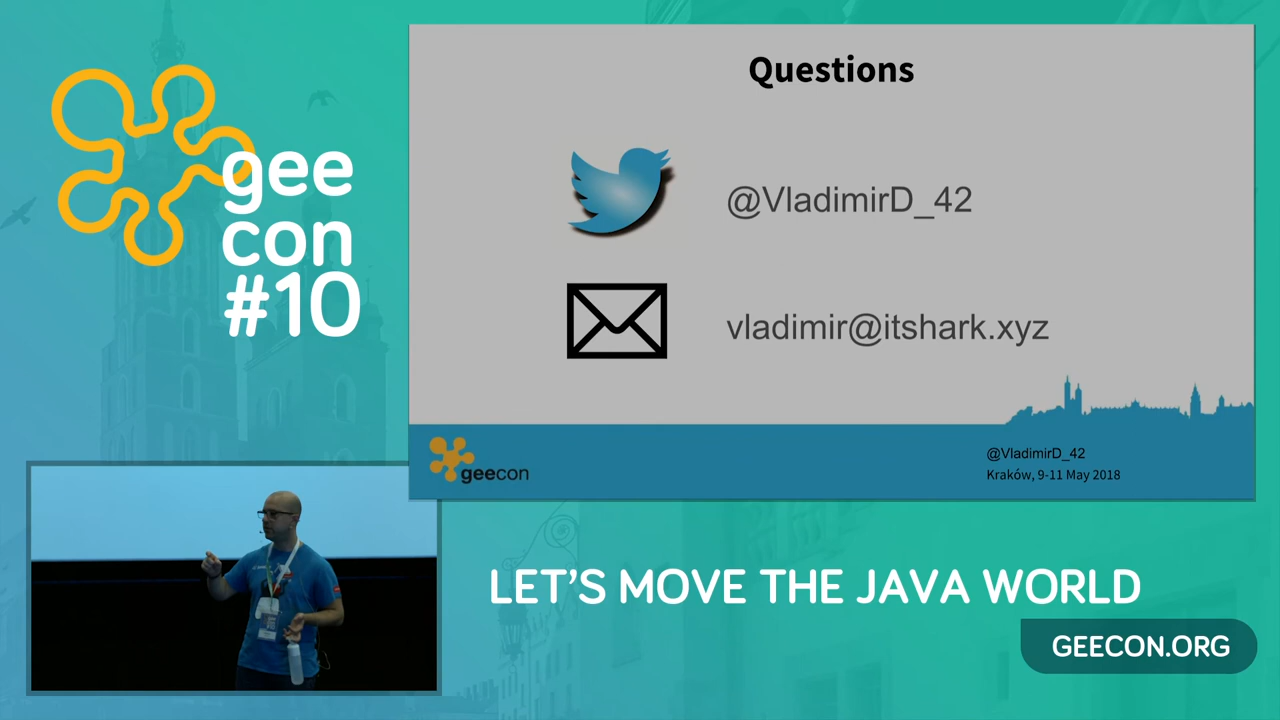 gee
con
#10
Questions
@VladimirD_42
vladimir@itshark.xyz
geecon
@VladimirD_42
Kraków, 9-11 May 2018
LET'S MOVE THE JAVA WORLD
GEECON.ORG